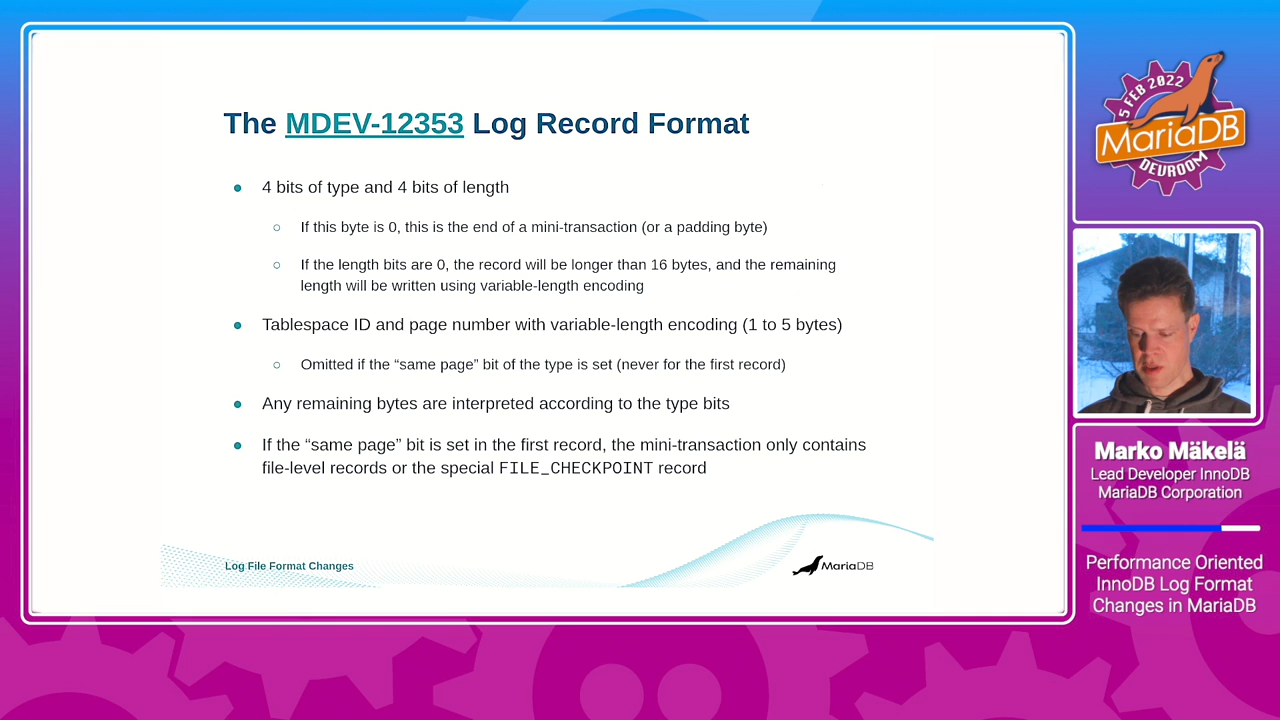 The MDEV-12353 Log Record Format
4 bits of type and 4 bits of length
If this byte is 0, this is the end of a mini-transaction (or a padding byte)
If the length bits are 0, the record will be longer than 16 bytes, and the remaining
length will be written using variable-length encoding
Tablespace ID and page number with variable-length encoding (1 to 5 bytes)
Omitted if the “same page” bit of the type is set (never for the first record)
Any remaining bytes are interpreted according to the type bits
If the “same page” bit is set in the first record, the mini-transaction only contains
file-level records or the special FILE_CHECKPOINT record
Log File Format Changes
MariaDB
5 FEB 2022
MariaDB
DEVROOM
Marko Mäkelä
Lead Developer InnoDB
MariaDB Corporation
Performance Oriented
InnoDB Log Format
Changes in MariaDB